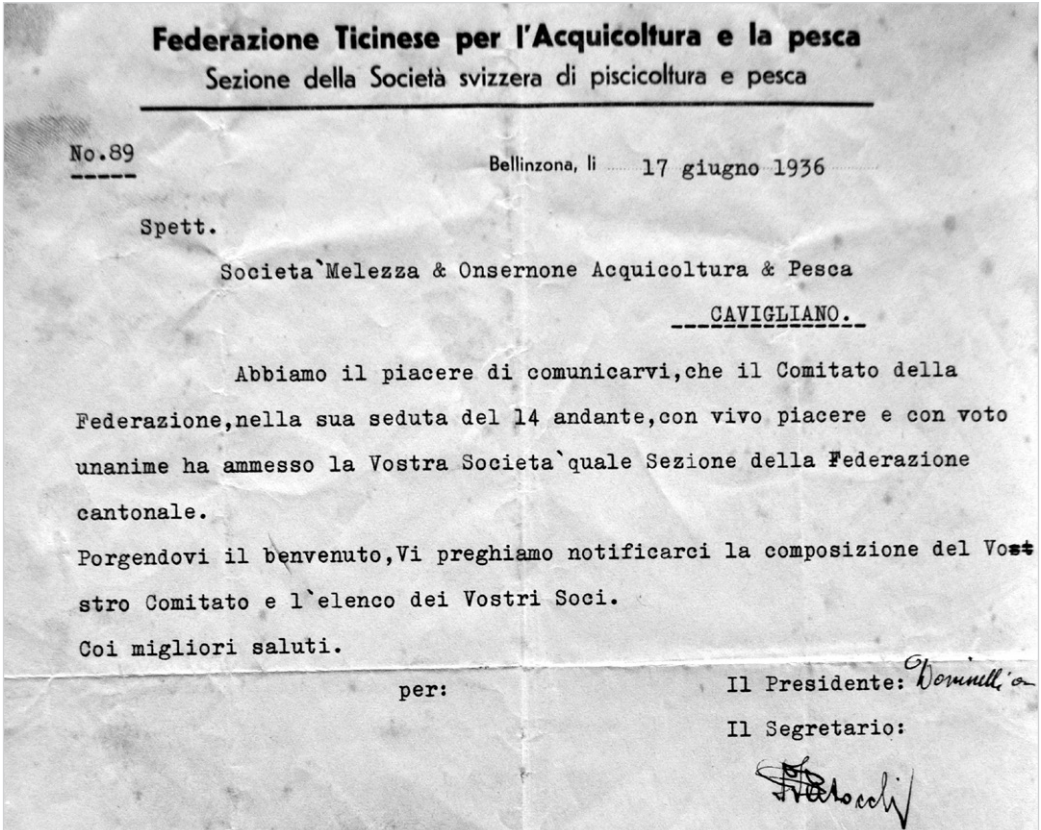 Federazione Ticinese per l'Acquicoltura e la pesca
Sezione della Società svizzera di piscicoltura e pesca
No.89
Bellinzona, li 17 giugno 1936
Spett.
Societa`Melezza & Onsernone Acquicoltura & Pesca
CAVIGLIANO.
Abbiamo il piacere di comunicarvi,che il Comitato della
Federazione,nella sua seduta del 14 andante,con vivo piacere e con voto
unanime ha ammesso la Vostra Societa`quale Sezione della Federazione
cantonale.
Porgendovi il benvenuto,Vi preghiamo notificarci la composizione del Vo
stro Comitato e l`elenco dei Vostri Soci.
Coi migliori saluti.
per:
Il Presidente:
Il Segretario: